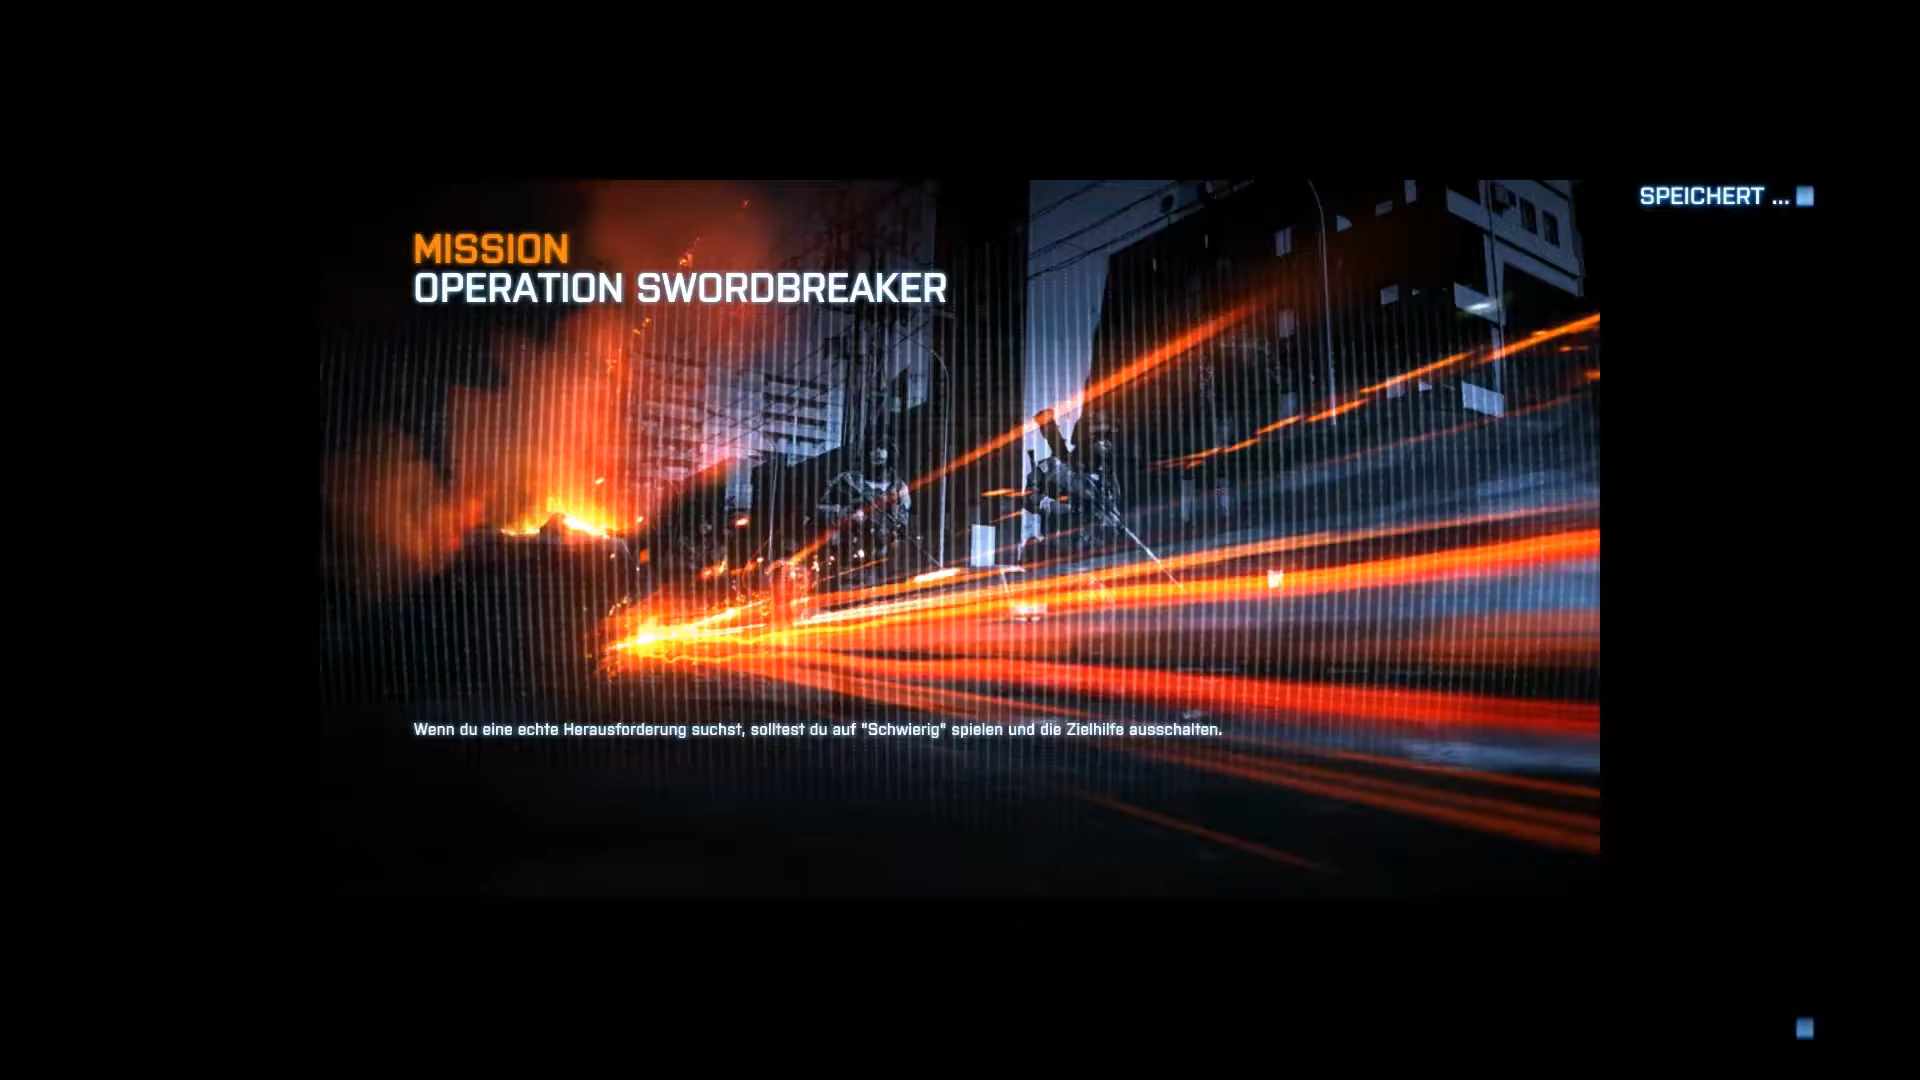 MISSION
OPERATION SWORDBREAKER
SPEICHERT ...
Wenn du eine echte Herausforderung suchst, solltest du auf "Schwierig" spielen und die Zielhilfe ausschalten.